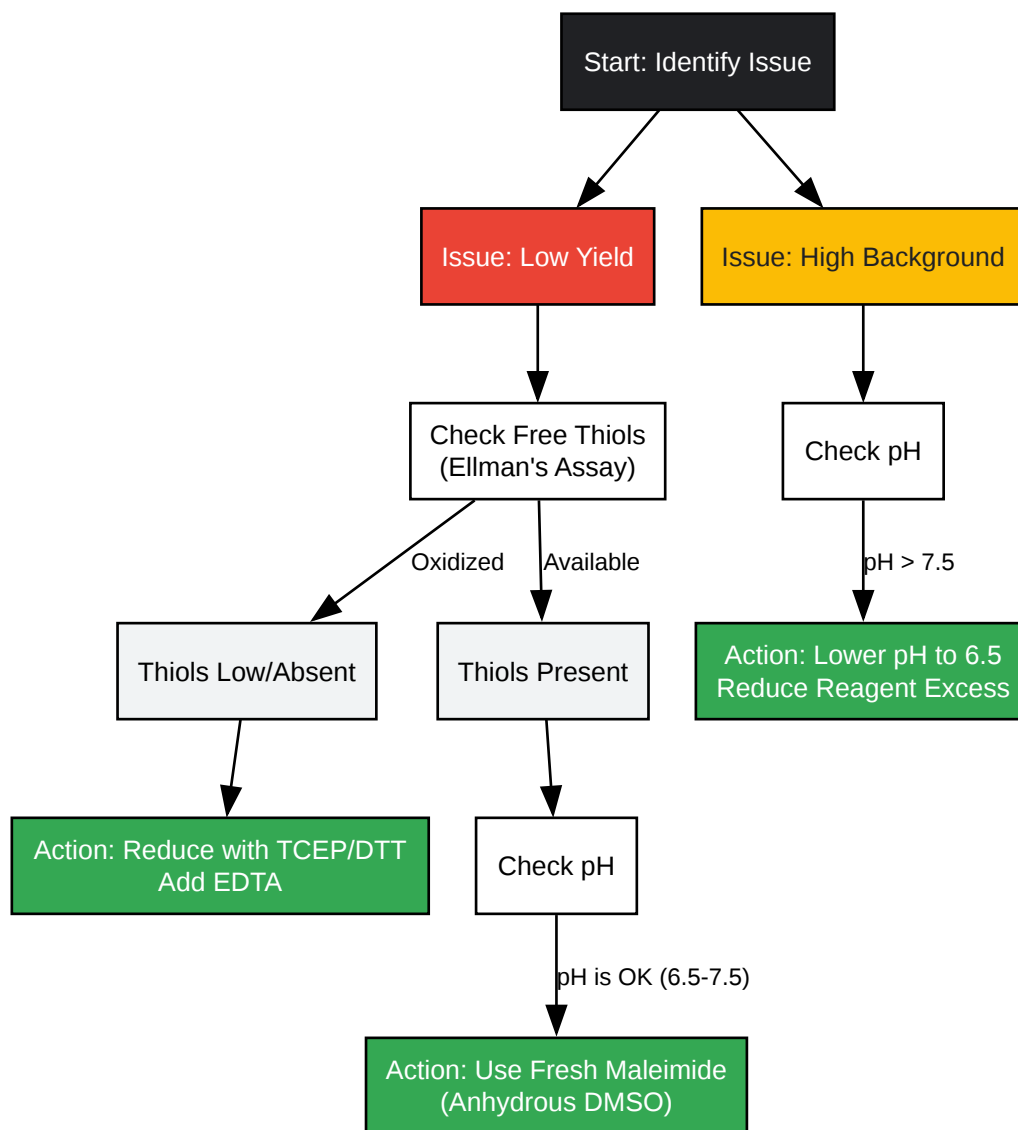 Start: Identify Issue
Issue: Low Yield
Issue: High Background
Check Free Thiols
(Ellman's Assay)
Check pH
Oxidized
Available
pH > 7.5
Thiols Low/Absent
Thiols Present
Action: Lower pH to 6.5
Reduce Reagent Excess
Action: Reduce with TCEP/DTT
Add EDTA
Check pH
pH is OK (6.5-7.5)
Action: Use Fresh Maleimide
(Anhydrous DMSO)